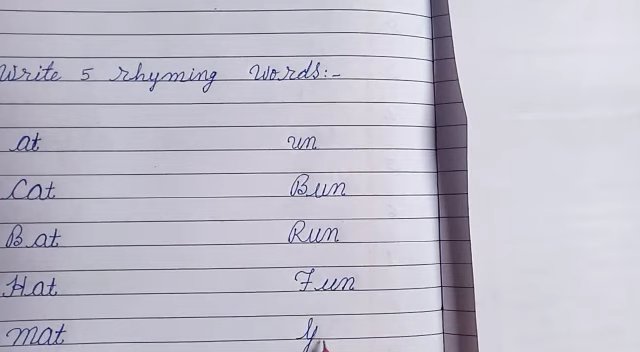 Write 5 rhyming words:-
at un
Cat Bun
Bat Run
Hat Fun
mat